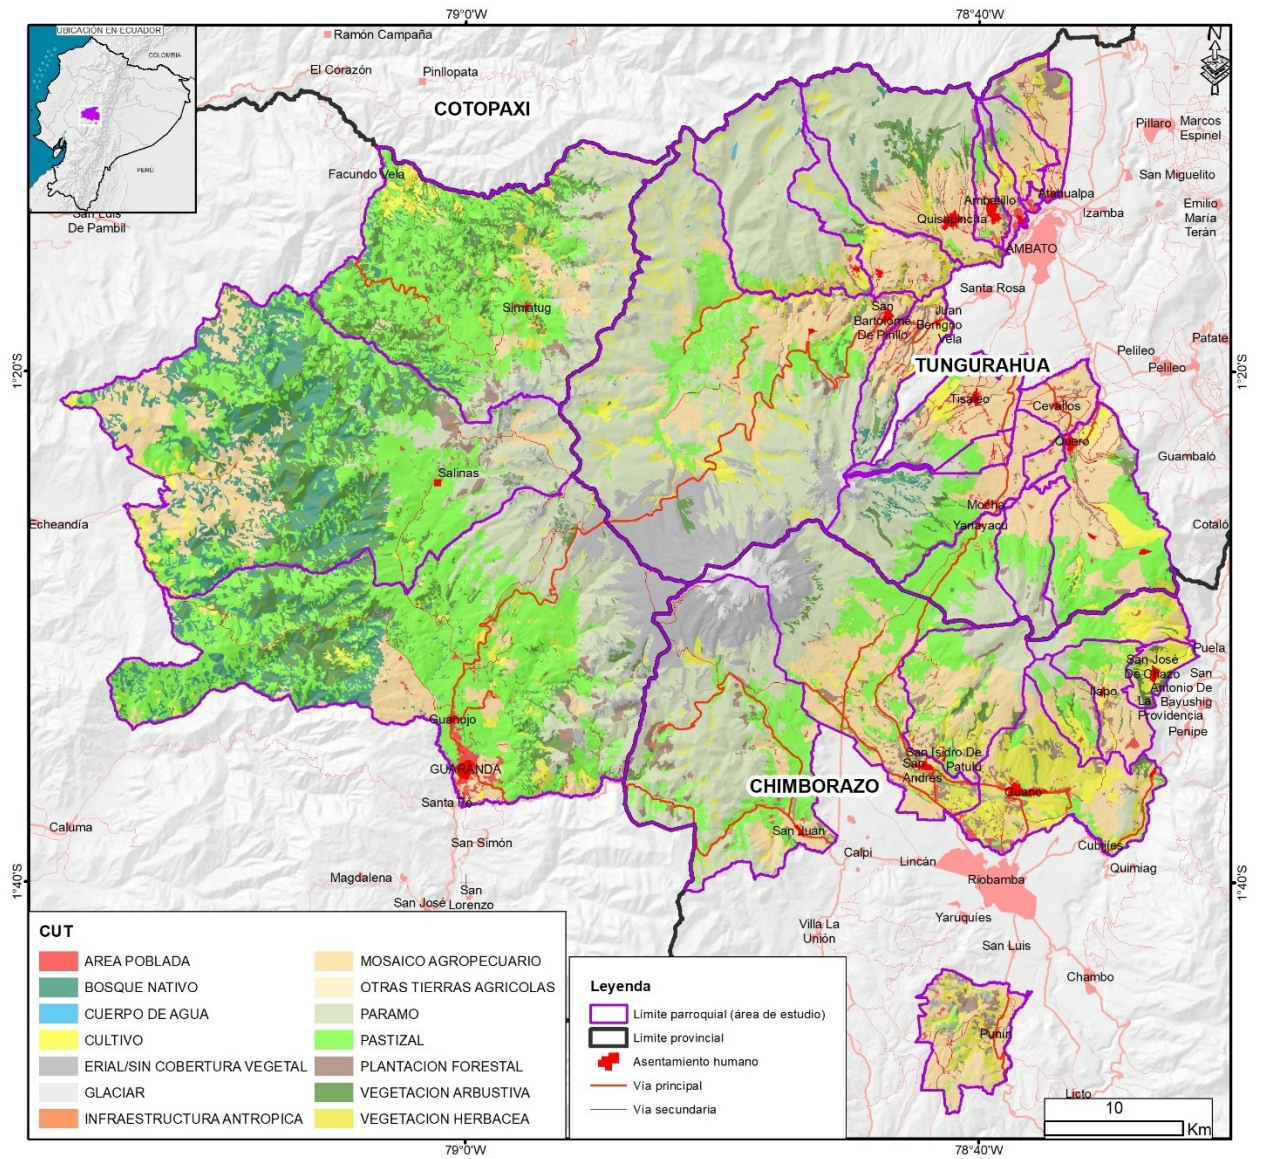 79°0'W
78°40'W
UBICACIÓN EN ECUADOR
COLOMBIA
PERÚ
N
Ramón Campaña
El Corazón
Pinllopata
COTOPAXI
Píllaro
Marcos
Espinel
Facundo Vela
San Miguelito
San Luis
De Pambil
Ambatillo
Atahualpa
Quisapincha
Izamba
Emilio
María
Terán
AMBATO
Santa Rosa
Simiatug
San
Bartolomé
De Pinllo
Juan
Benigno
Vela
Patate
Pelileo
Pelileo
1°20'S
TUNGURAHUA
1°20'S
Tisaleo
Cevallos
Quero
Guambaló
Salinas
Mocha
Yanayacu
Echeandía
Cotaló
Puela
San José
De Chazo
San
Antonio De
Bayushig
Ilapo
La
Providencia
Penipe
Guanujo
GUARANDA
San Isidro De
Patulú
San
Andrés
CHIMBORAZO
Guano
Santa Fé
Caluma
San Simón
San Juan
Calpi
Cubijíes
Lincán
Quimiag
Riobamba
1°40'S
1°40'S
Magdalena
San
Lorenzo
San José
Yaruquíes
Villa La
Unión
San Luis
Chambo
Punín
Licto
CUT
AREA POBLADA
BOSQUE NATIVO
CUERPO DE AGUA
CULTIVO
ERIAL/SIN COBERTURA VEGETAL
GLACIAR
INFRAESTRUCTURA ANTROPICA
MOSAICO AGROPECUARIO
OTRAS TIERRAS AGRICOLAS
PARAMO
PASTIZAL
PLANTACION FORESTAL
VEGETACION ARBUSTIVA
VEGETACION HERBACEA
Leyenda
Límite parroquial (área de estudio)
Límite provincial
Asentamiento humano
Vía principal
Vía secundaria
10
Km
79°0'W
78°40'W